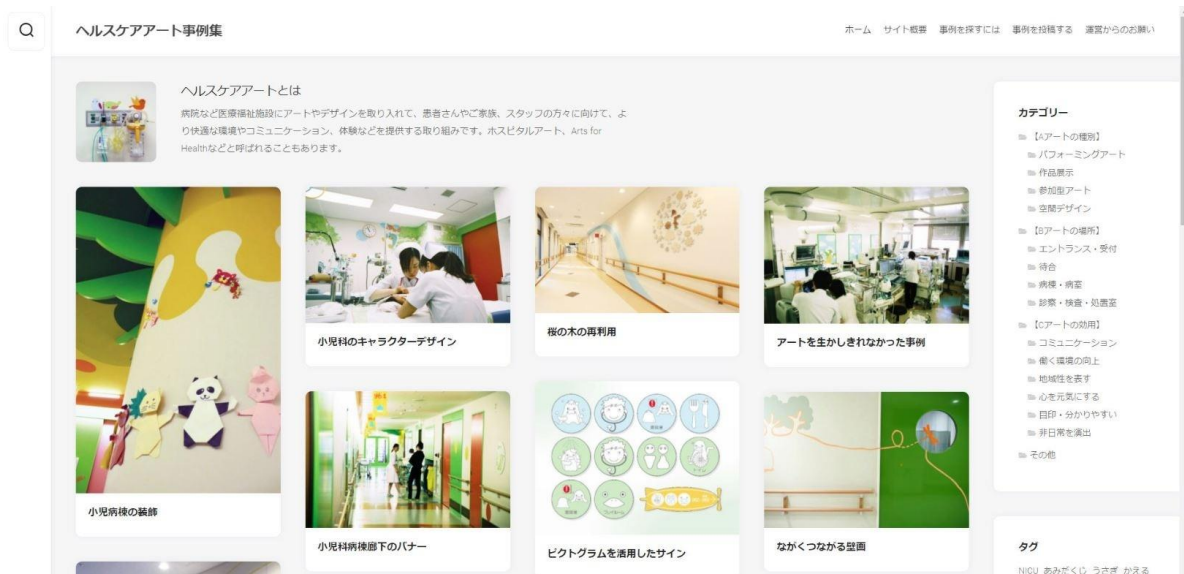 ヘルスケアアート事例集
ホーム サイト概要 事例を探すには 事例を投稿する 運営からのお願い
ヘルスケアアートとは
病院など医療福祉施設にアートやデザインを取り入れて、患者さんやご家族、スタッフの方々に向けて、よ
り快適な環境やコミュニケーション、体験などを提供する取り組みです。ホスピタルアート、Arts for
Healthなどと呼ばれることもあります。
小児病棟の装飾
小児科のキャラクターデザイン
桜の木の再利用
アートを生かしきれなかった事例
小児科病棟廊下のバナー
ピクトグラムを活用したサイン
ながくつながる壁画
カテゴリー
【Aアートの種別】
パフォーミングアート
作品展示
参加型アート
空間デザイン
【Bアートの場所】
エントランス・受付
待合
病棟・病室
診察・検査・処置室
【Cアートの効用】
コミュニケーション
働く環境の向上
地域性を表す
心を元気にする
目印・分かりやすい
非日常を演出
その他
タグ
NICU あみだくじ うさぎ かえる